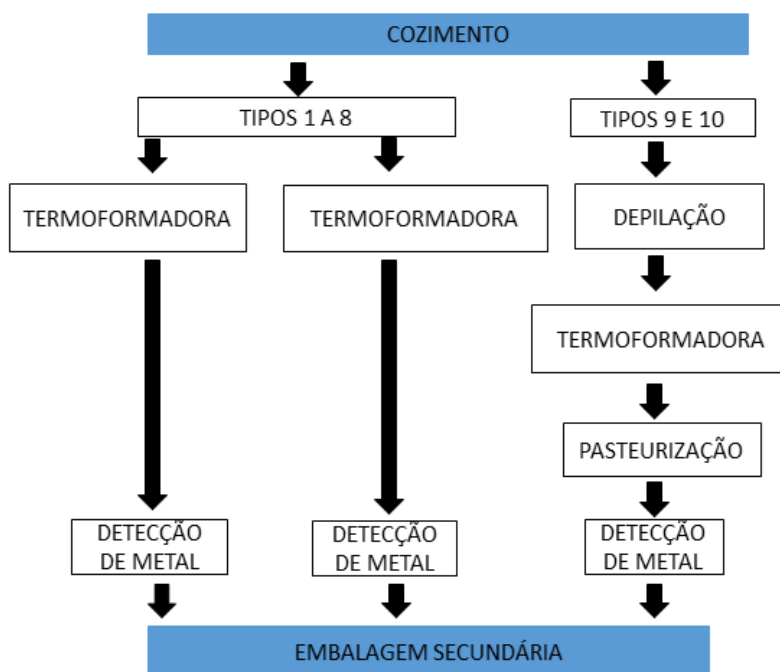 COZIMENTO
TIPOS 1 A 8
TIPOS 9 E 10
TERMOFORMADORA
TERMOFORMADORA
DEPILAÇÃO
TERMOFORMADORA
PASTEURIZAÇÃO
DETECÇÃO
DE METAL
DETECÇÃO
DE METAL
DETECÇÃO
DE METAL
EMBALAGEM SECUNDÁRIA